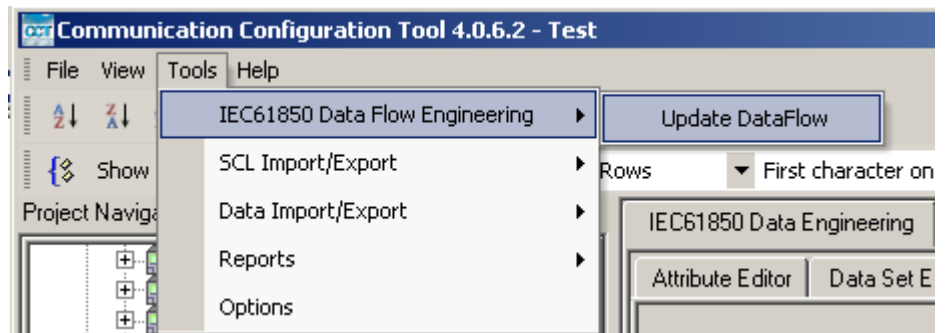 CCT Communication Configuration Tool 4.0.6.2 - Test
File View Tools Help
IEC61850 Data Flow Engineering
Update DataFlow
Show
SCL Import/Export
Rows
First character on
Project Naviga
Data Import/Export
IEC61850 Data Engineering
Reports
Attribute Editor
Data Set E
Options